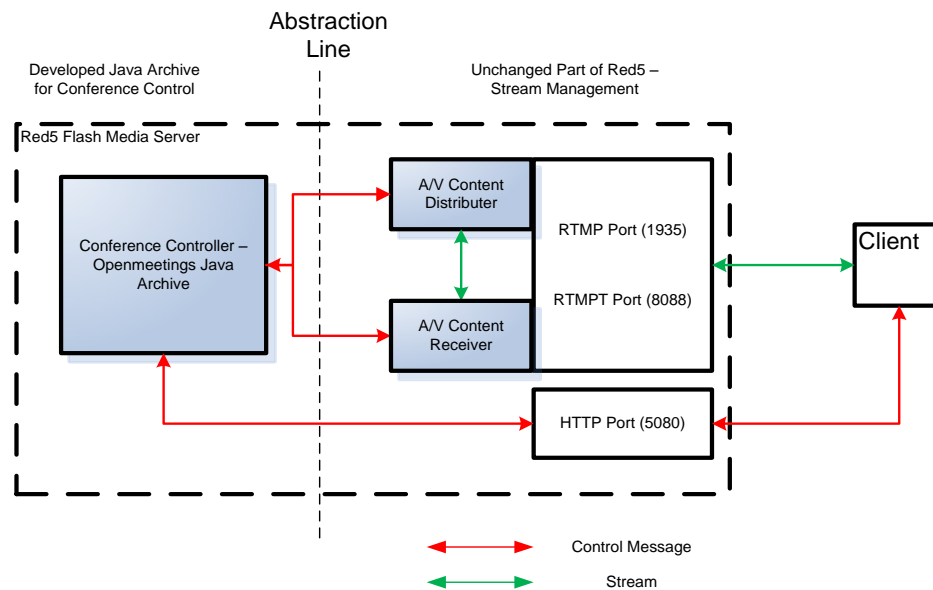 Abstraction
Line
Developed Java Archive
for Conference Control
Unchanged Part of Red5 –
Stream Management
Red5 Flash Media Server
A/V Content
Distributer
Conference Controller –
Openmeetings Java
Archive
RTMP Port (1935)
RTMPT Port (8088)
Client
A/V Content
Receiver
HTTP Port (5080)
Control Message
Stream